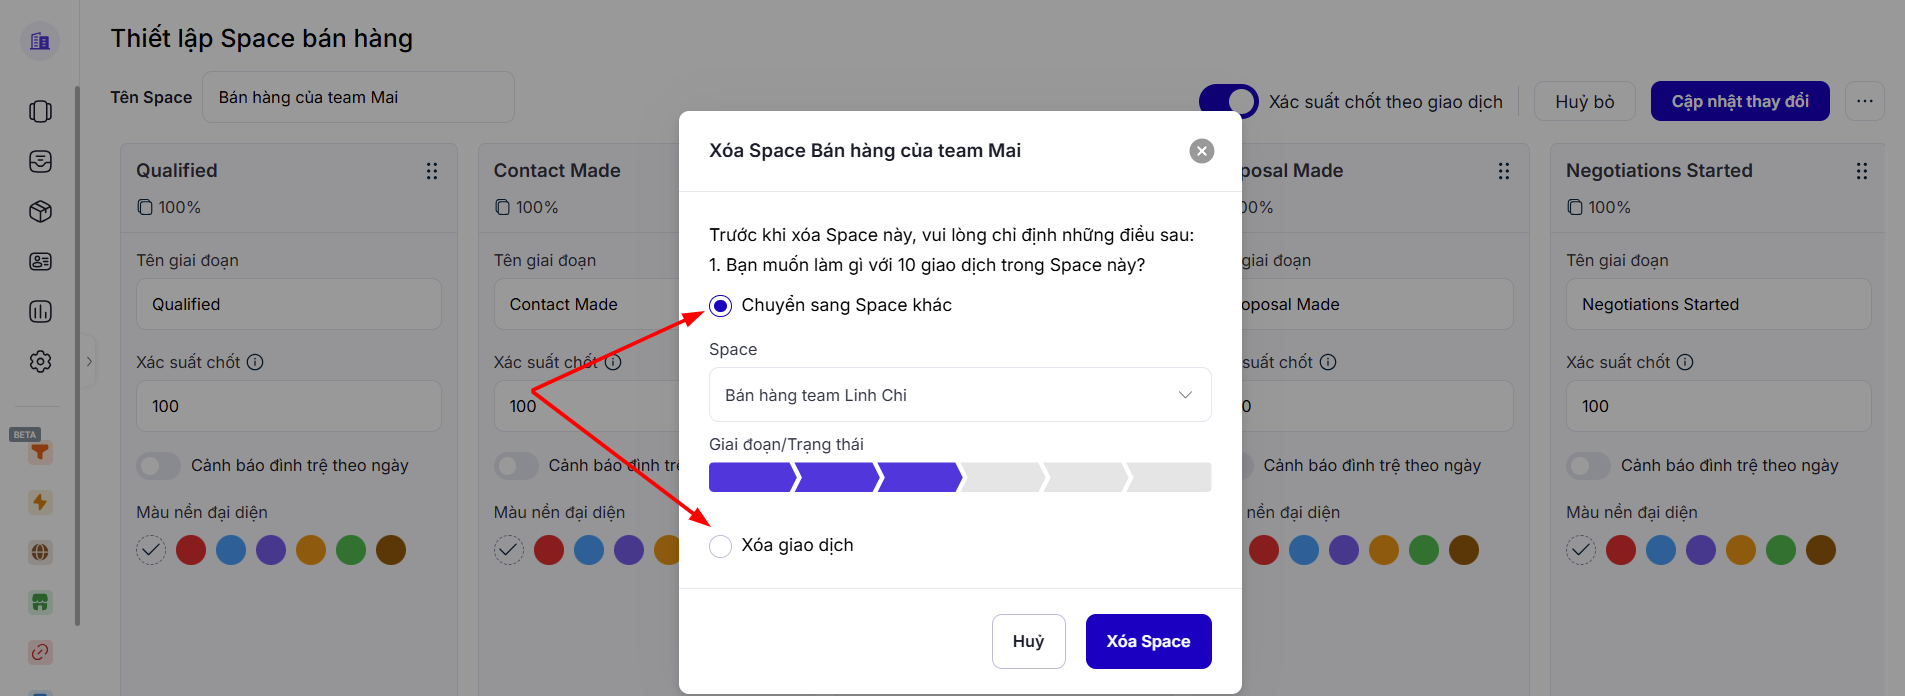 Thiết lập Space bán hàng
Tên Space
Bán hàng của team Mai
Xác suất chốt theo giao dịch
Huỷ bỏ
Cập nhật thay đổi
Qualified
100%
Tên giai đoạn
Qualified
Xác suất chốt
100
Cảnh báo đình trệ theo ngày
Màu nền đại diện
Contact Made
100%
Tên giai đoạn
Contact Made
Xác suất chốt
100
Cảnh báo đình trệ
Màu nền đại diện
Xóa Space Bán hàng của team Mai
Trước khi xóa Space này, vui lòng chỉ định những điều sau:
1. Bạn muốn làm gì với 10 giao dịch trong Space này?
Chuyển sang Space khác
Space
Bán hàng team Linh Chi
Giai đoạn/Trạng thái
Xóa giao dịch
Huỷ
Xóa Space
posal Made
00%
giai đoạn
oposal Made
suất chốt
0
Cảnh báo đình trệ theo ngày
nền đại diện
Negotiations Started
100%
Tên giai đoạn
Negotiations Started
Xác suất chốt
100
Cảnh báo đình trệ theo ngày
Màu nền đại diện
BETA